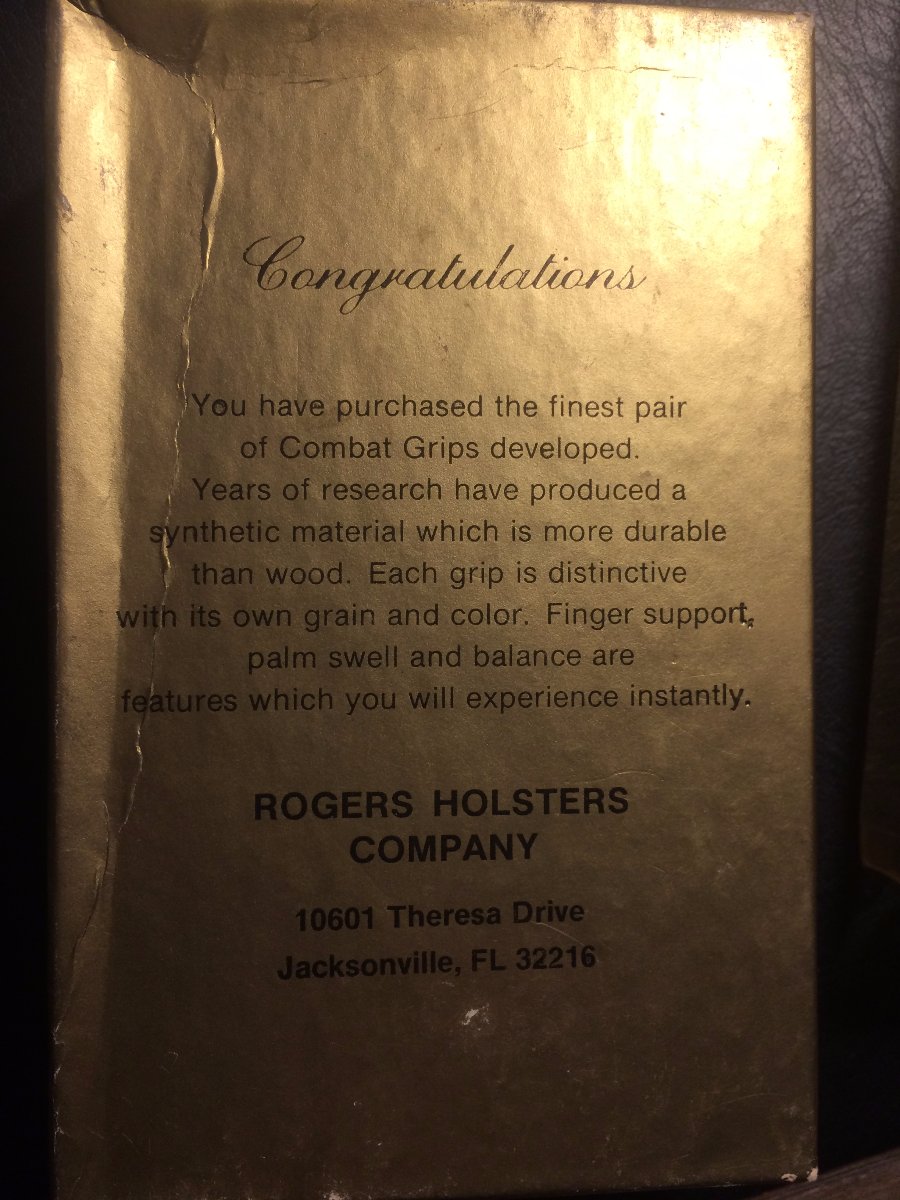 Congratulations
You have purchased the finest pair
of Combat Grips developed.
Years of research have produced a
synthetic material which is more durable
than wood. Each grip is distinctive
with its own grain and color. Finger support,
palm swell and balance are
features which you will experience instantly.
ROGERS HOLSTERS
COMPANY
10601 Theresa Drive
Jacksonville, FL 32216